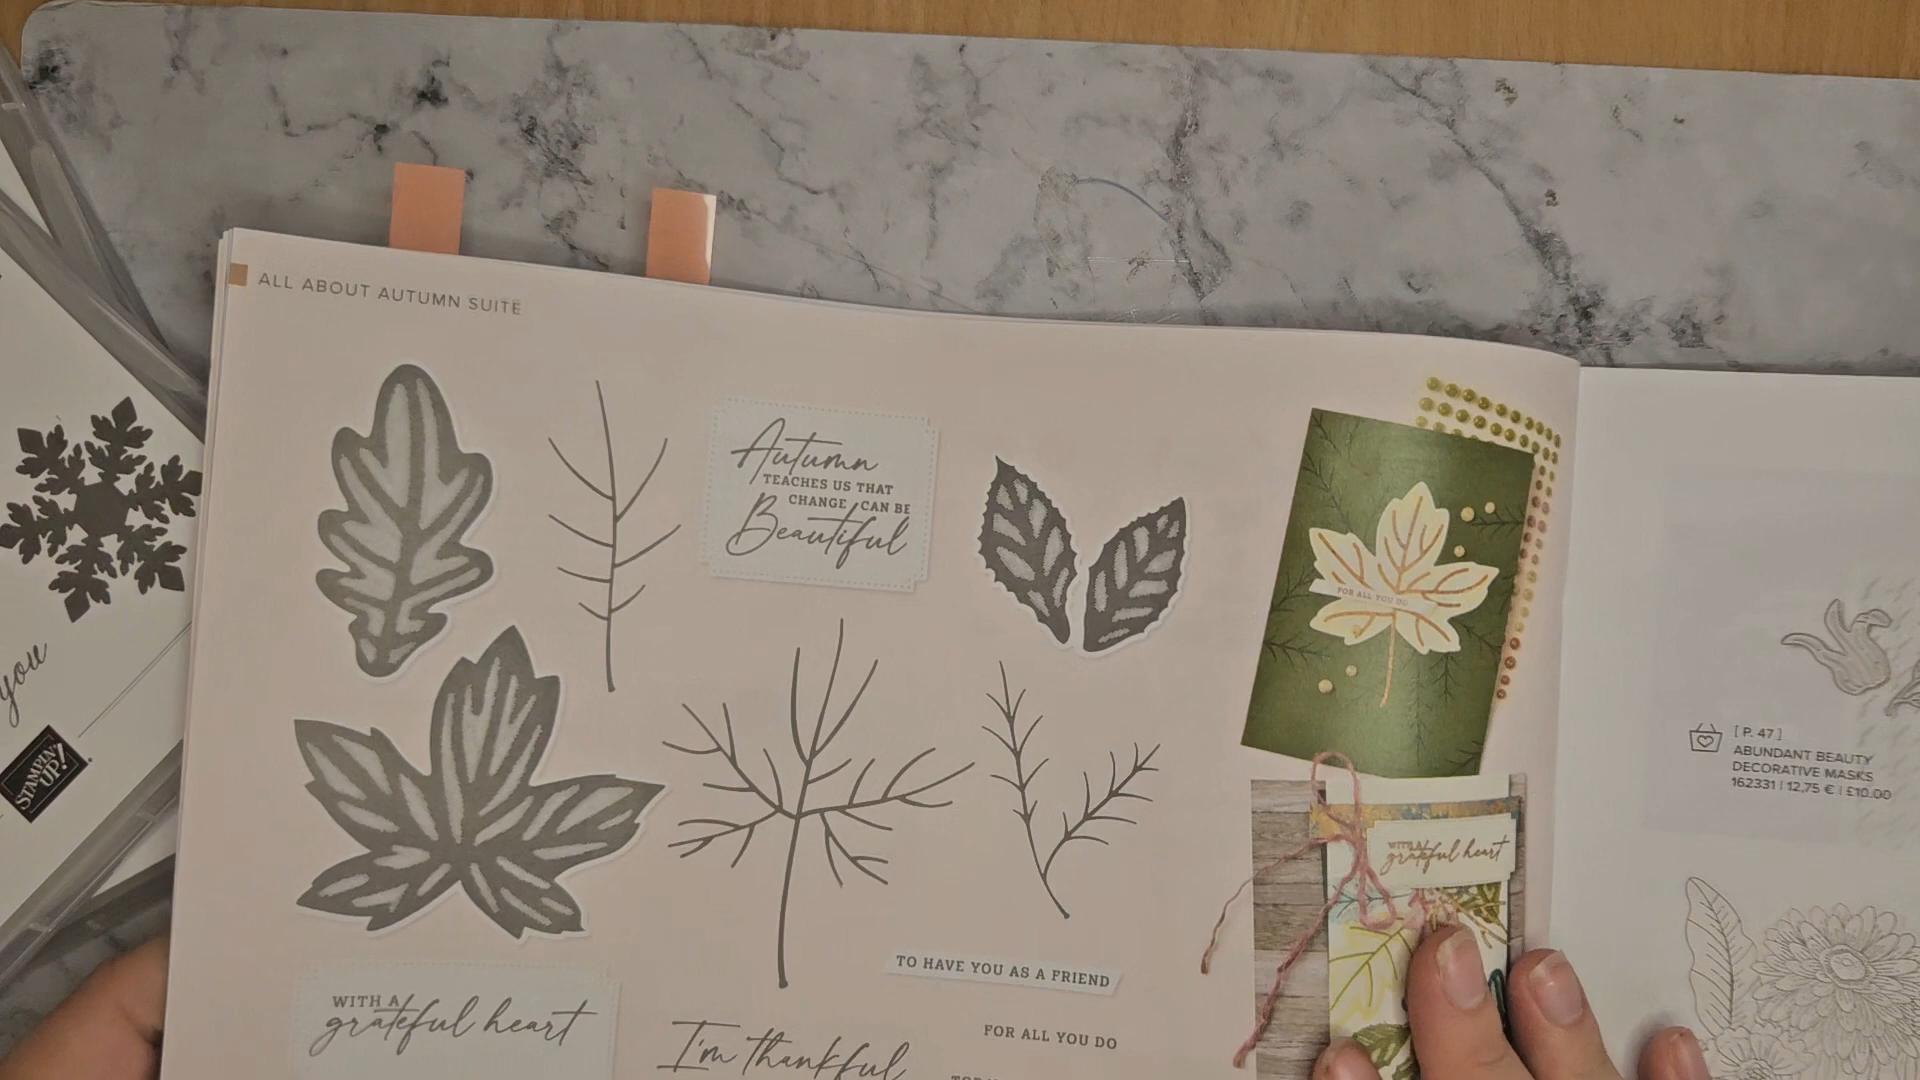 ALL ABOUT AUTUMN SUITE
Autumn
TEACHES US THAT
CHANGE CAN BE
Beautiful
FOR ALL YOU DO
you
STAMPIN'
UP!
[ P. 47 ]
ABUNDANT BEAUTY
DECORATIVE MASKS
162331 | 12,75 € | £10.00
WITH A
grateful heart
TO HAVE YOU AS A FRIEND
WITH A
grateful heart
I'm thankful
FOR ALL YOU DO